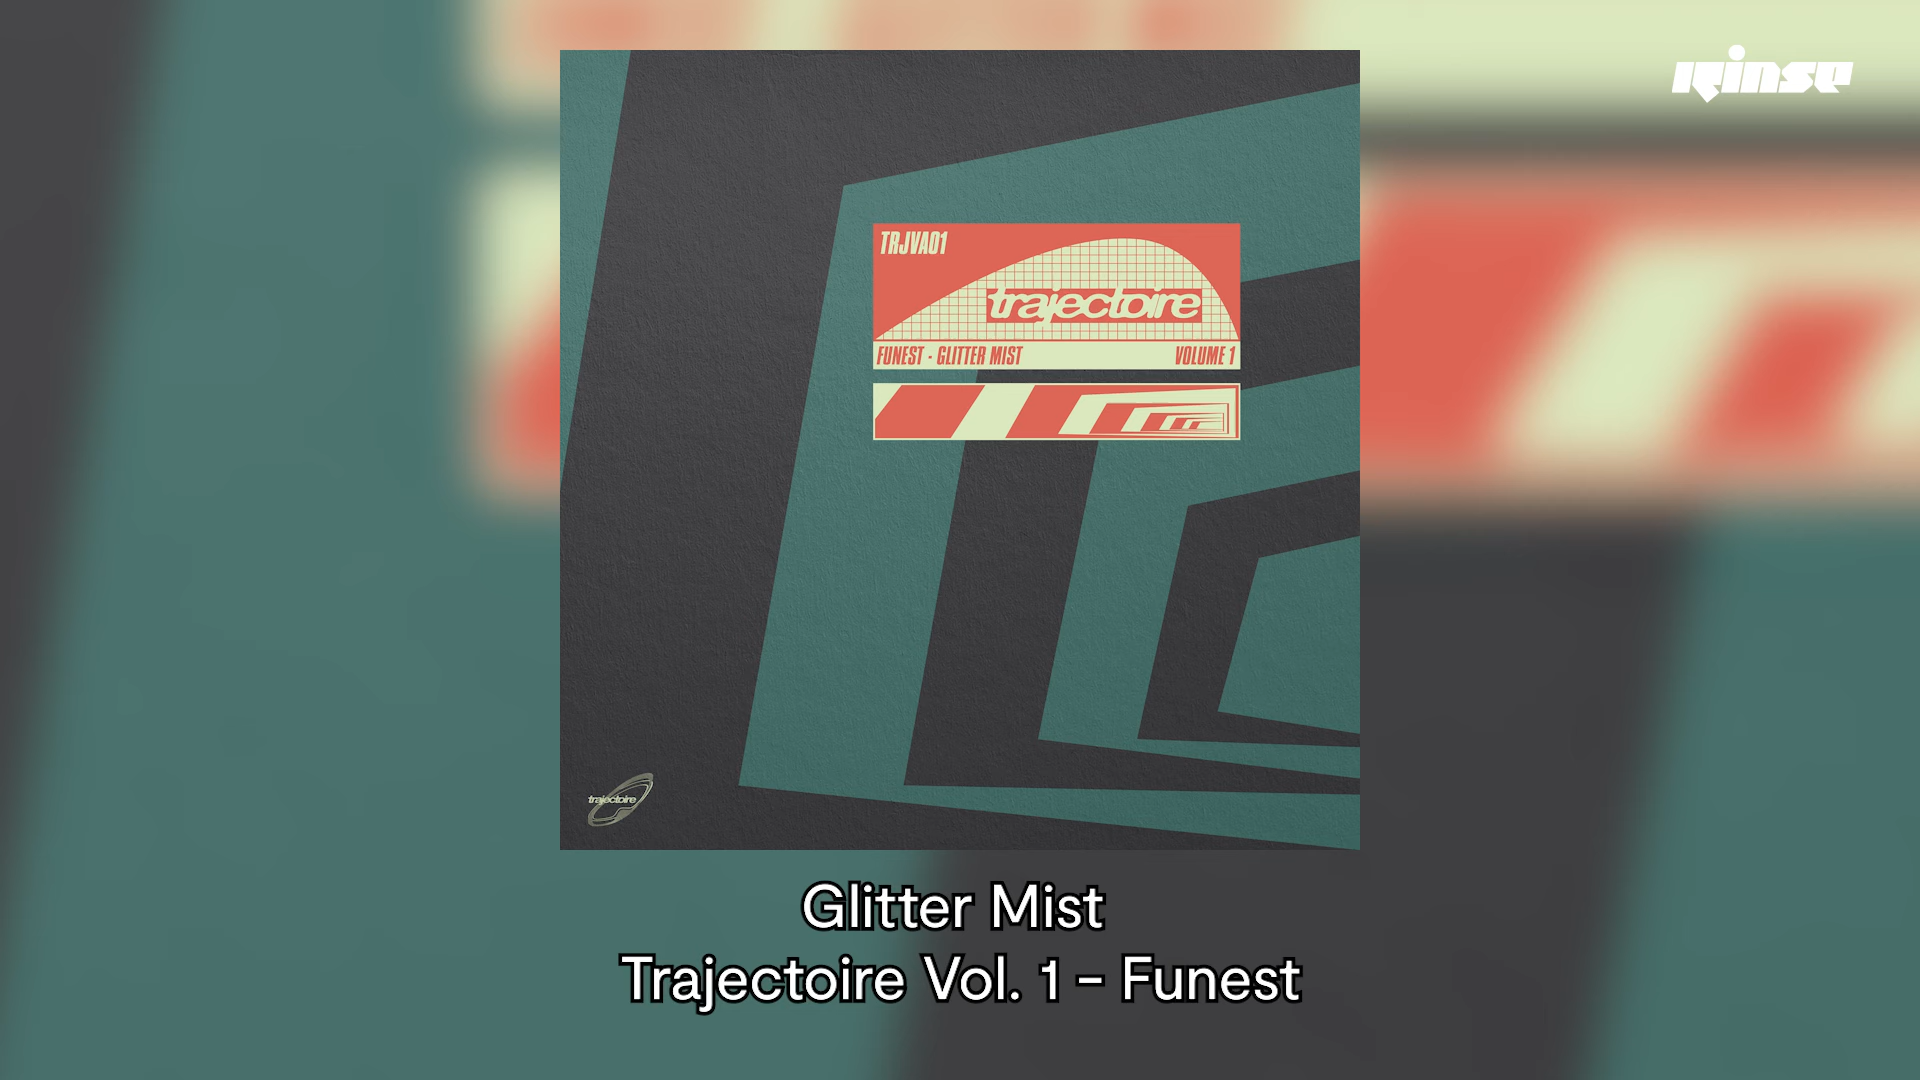 rinse
TRJVA01
trajectoire
FUNEST - GLITTER MIST
VOLUME 1
trajectoire
Glitter Mist
Trajectoire Vol. 1 - Funest